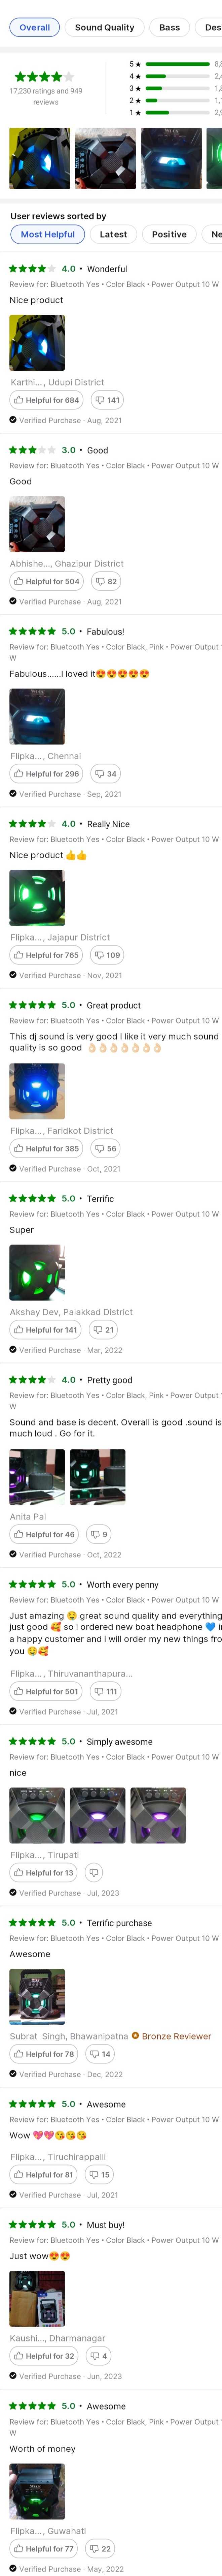 Overall Sound Quality Bass
17,230 ratings and 949
reviews
5 ★
4 ★
3 ★
2 ★
1 ★
User reviews sorted by
Most Helpful Latest Positive
4.0 • Wonderful
Review for: Bluetooth Yes • Color Black • Power Output 10 W
Nice product
Karthi..., Udupi District
Helpful for 684 141
Verified Purchase · Aug, 2021
3.0 • Good
Review for: Bluetooth Yes • Color Black • Power Output 10 W
Good
Abhishe..., Ghazipur District
Helpful for 504 82
Verified Purchase · Aug, 2021
5.0 • Fabulous!
Review for: Bluetooth Yes • Color Black, Pink • Power Output
W
Fabulous......I loved it😍😍😍😍😍
Flipka..., Chennai
Helpful for 296 34
Verified Purchase · Sep, 2021
4.0 • Really Nice
Review for: Bluetooth Yes • Color Black • Power Output 10 W
Nice product 👍👍
Flipka..., Jajapur District
Helpful for 765 109
Verified Purchase · Nov, 2021
5.0 • Great product
Review for: Bluetooth Yes • Color Black • Power Output 10 W
This dj sound is very good I like it very much sound
quality is so good 👌🏻👌🏻👌🏻👌🏻👌🏻👌🏻👌🏻
Flipka..., Faridkot District
Helpful for 385 56
Verified Purchase · Oct, 2021
5.0 • Terrific
Review for: Bluetooth Yes • Color Black • Power Output 10 W
Super
Akshay Dev, Palakkad District
Helpful for 141 21
Verified Purchase · Mar, 2022
4.0 • Pretty good
Review for: Bluetooth Yes • Color Black, Pink • Power Output
W
Sound and base is decent. Overall is good .sound is
much loud . Go for it.
Anita Pal
Helpful for 46 9
Verified Purchase · Oct, 2022
5.0 • Worth every penny
Review for: Bluetooth Yes • Color Black • Power Output 10 W
Just amazing 🤩 great sound quality and everything
just good 🥰 so i orderd new boat headphone 💙
a happy customer and i will order my new things
you 🤩🥰
Flipka..., Thiruvananthapura...
Helpful for 501 111
Verified Purchase · Jul, 2021
5.0 • Simply awesome
Review for: Bluetooth Yes • Color Black • Power Output 10 W
nice
Flipka..., Tirupati
Helpful for 13
Verified Purchase · Jul, 2023
5.0 • Terrific purchase
Review for: Bluetooth Yes • Color Black • Power Output 10 W
Awesome
Subrat Singh, Bhawanipatna Bronze Reviewer
Helpful for 78 14
Verified Purchase · Dec, 2022
5.0 • Awesome
Review for: Bluetooth Yes • Color Black • Power Output 10 W
Wow 💖💖😘😘😘
Flipka..., Tiruchirappalli
Helpful for 81 15
Verified Purchase · Jul, 2021
5.0 • Must buy!
Review for: Bluetooth Yes • Color Black • Power Output 10 W
Just wow😍😍
Kaushi..., Dharmanagar
Helpful for 32 4
Verified Purchase · Jun, 2023
5.0 • Awesome
Review for: Bluetooth Yes • Color Black, Pink • Power Output
W
Worth of money
Flipka..., Guwahati
Helpful for 77 22
Verified Purchase · May, 2022